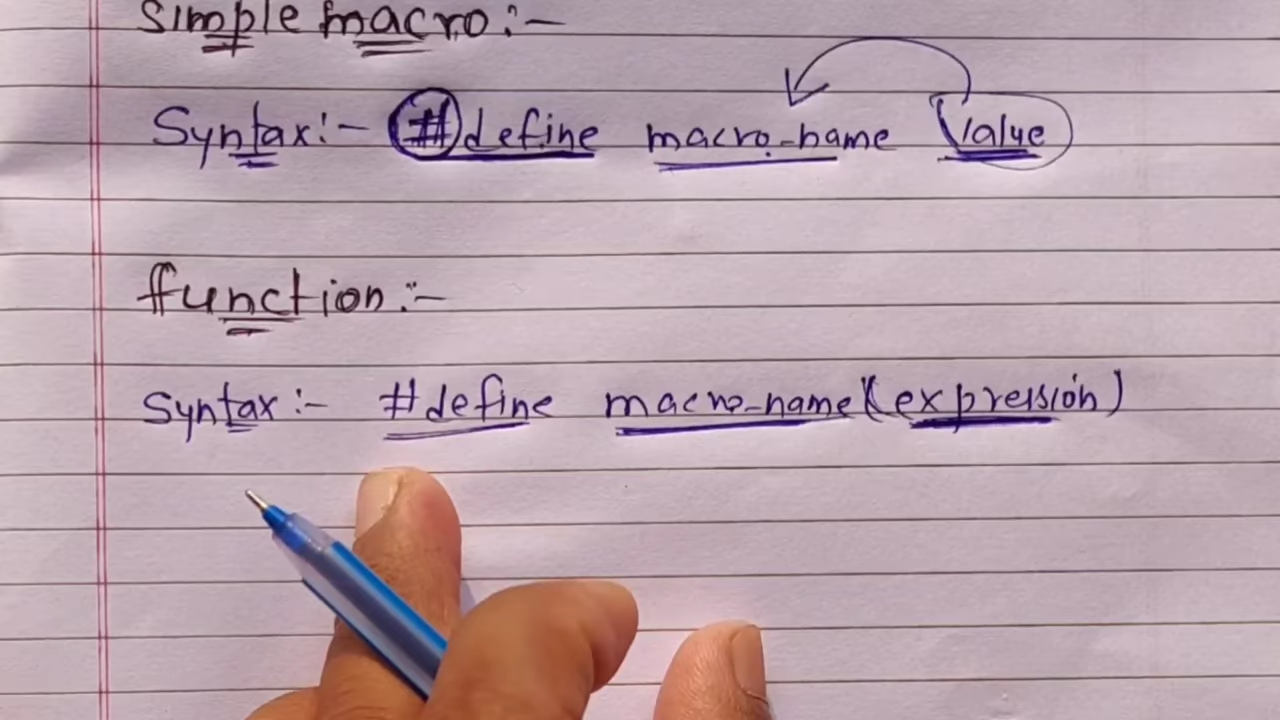 Simple macro:-
Syntax:- #define macro-name value
function:-
Syntax:- #define macro-name(expression)